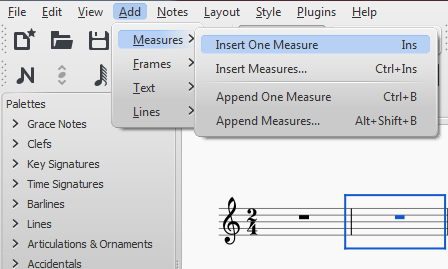 File Edit View Add Notes Layout Style Plugins Help
Measures
Frames
Text
Lines
Insert One Measure Ins
Insert Measures... Ctrl+Ins
Append One Measure Ctrl+B
Append Measures... Alt+Shift+B
N
Palettes
Grace Notes
Clefs
Key Signatures
Time Signatures
Barlines
Lines
Articulations & Ornaments
Accidentals
2
4